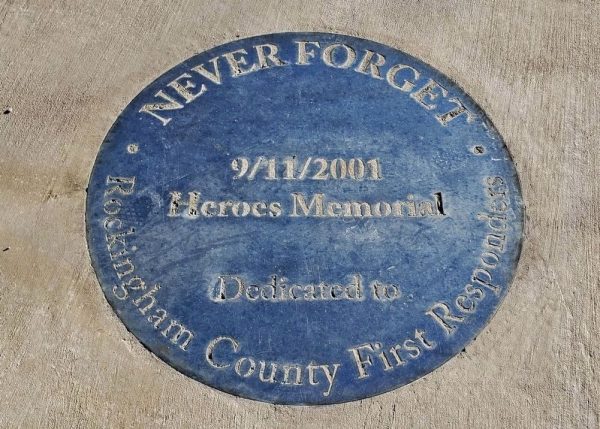 NEVER FORGET
9/11/2001
Heroes Memorial
Dedicated to
Rockingham County First Responders